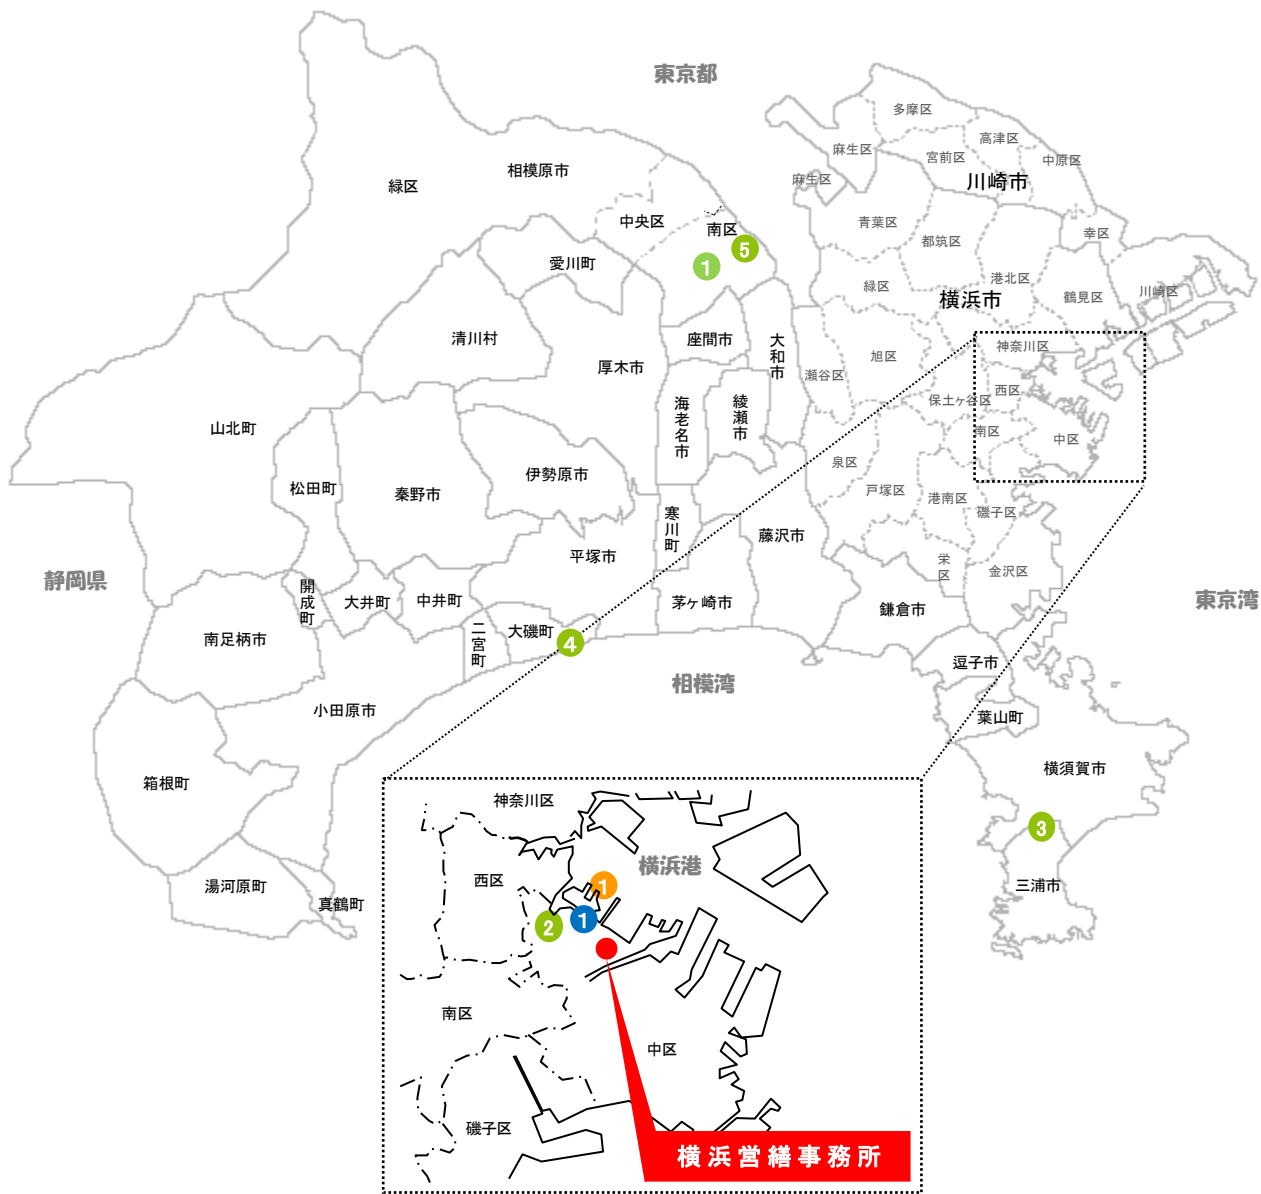 東京都
多摩区
高津区
麻生区
宮前区
中原区
麻生区
川崎市
相模原市
緑区
中央区
南区
5
1
青葉区
都筑区
幸区
愛川町
緑区
港北区
横浜市
鶴見区
川崎区
清川村
座間市
大和市
厚木市
瀬谷区
旭区
神奈川区
西区
保土ヶ谷区
海老名市
綾瀬市
山北町
南区
中区
松田町
秦野市
伊勢原市
泉区
戸塚区
港南区
磯子区
寒川町
藤沢市
平塚市
静岡県
栄区
金沢区
東京湾
開成町
大井町
中井町
茅ヶ崎市
鎌倉市
南足柄市
二宮町
大磯町
4
逗子市
相模湾
小田原市
葉山町
箱根町
横須賀市
3
湯河原町
真鶴町
三浦市
神奈川区
横浜港
西区
1
1
2
南区
中区
磯子区
横浜営繕事務所